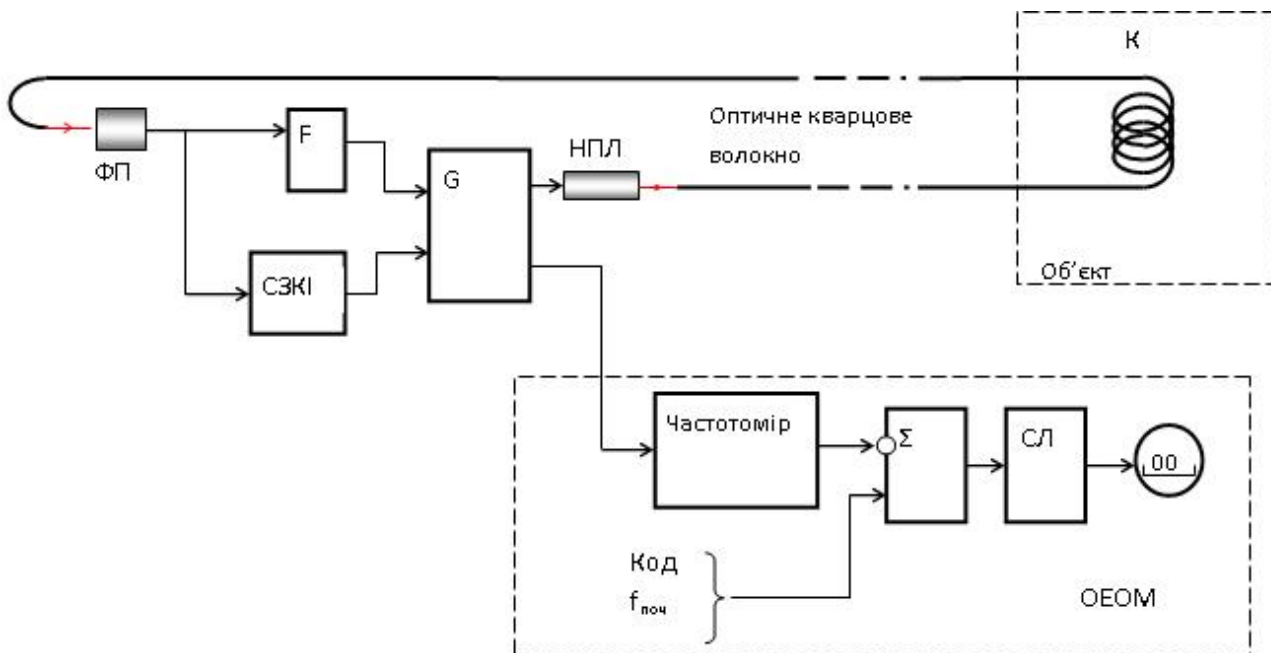 К
Оптичне кварцове
волокно
F
ФП
НПЛ
G
СЗКІ
Об’єкт
Частотомір
Σ
СЛ
00
Код
fпоч
ОЕОМ